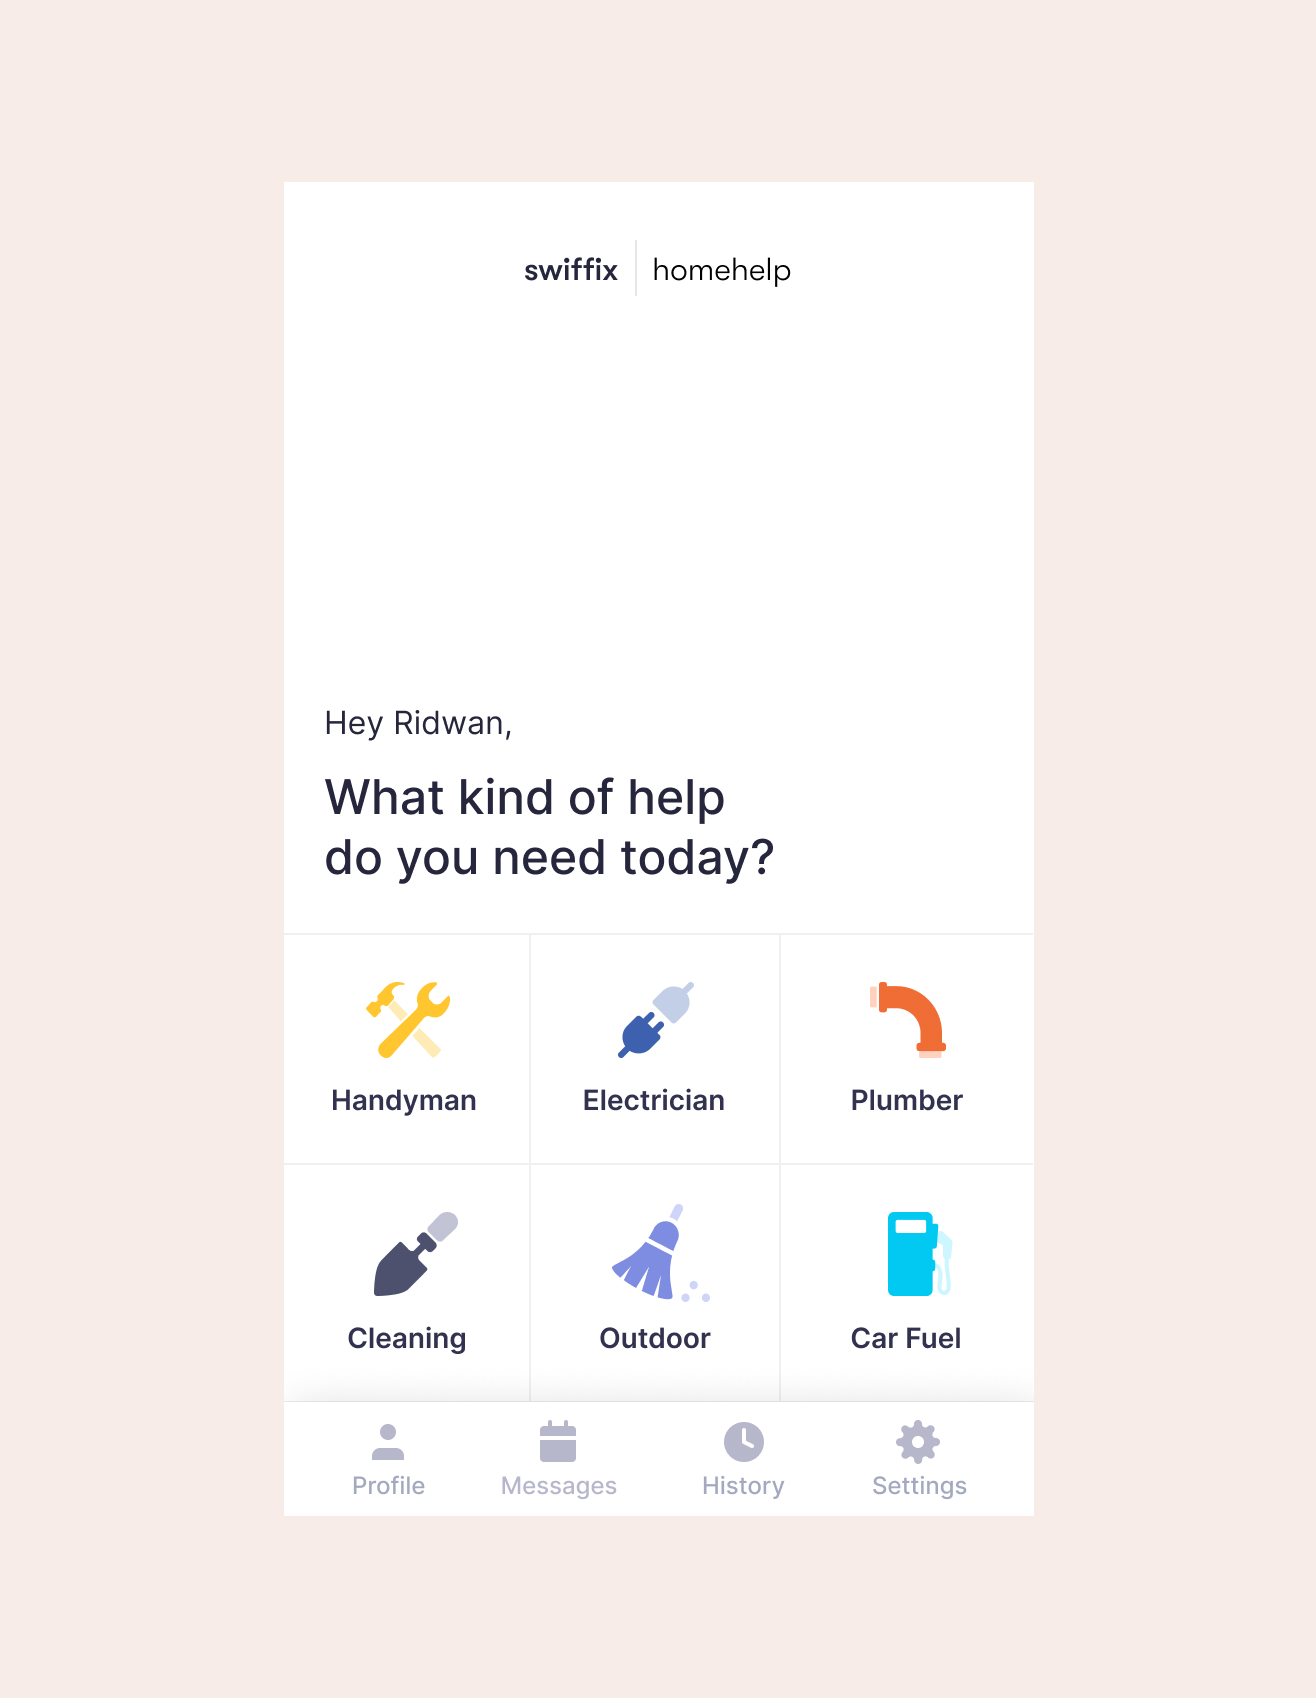 swiffix homehelp
Hey Ridwan,
What kind of help
do you need today?
Handyman Electrician Plumber
Cleaning Outdoor Car Fuel
Profile Messages History Settings